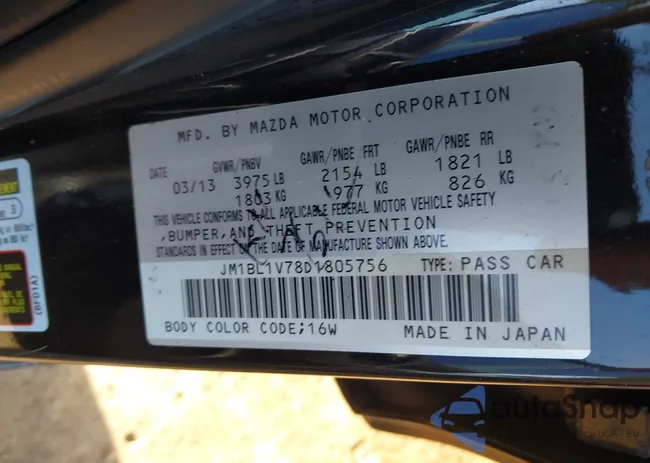 MFD. BY MAZDA MOTOR CORPORATION
DATE GVWR/PNBV GAWR/PNBE FRT GAWR/PNBE RR
03/13 3975 LB 2154 LB 1821 LB
1803 KG 977 KG 826 KG
THIS VEHICLE CONFORMS TO ALL APPLICABLE FEDERAL MOTOR VEHICLE SAFETY
,BUMPER,AND THEFT PREVENTION
STANDARDS IN EFFECT ON THE DATE OF MANUFACTURE SHOWN ABOVE.
JM1BL1V78D1805756 TYPE: PASS CAR
BODY COLOR CODE;16W MADE IN JAPAN
(BFD1A)
autoSnap